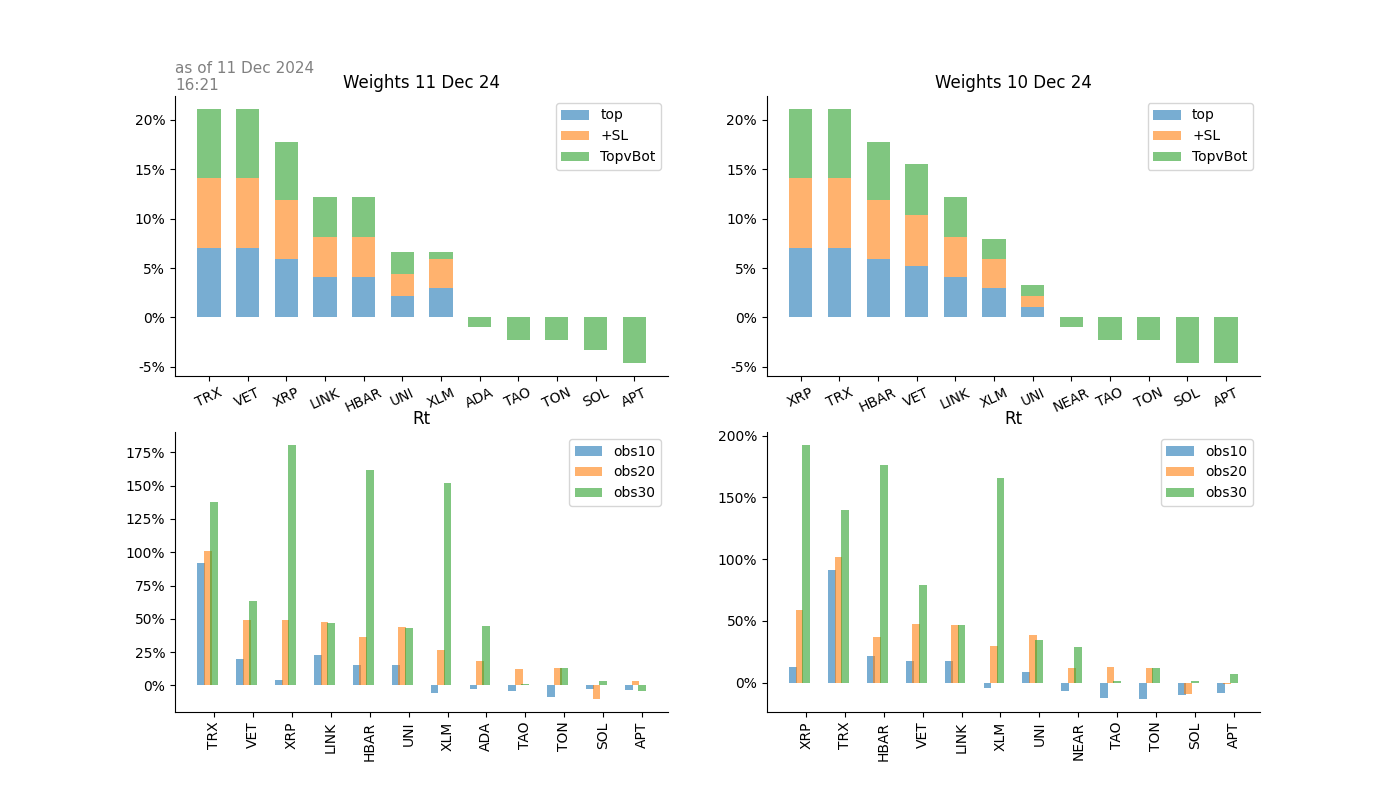 as of 11 Dec 2024
16:21
Weights 11 Dec 24
20%
15%
10%
5%
0%
-5%
top
+SL
TopvBot
TRX VET XRP LINK HBAR UNI XLM ADA TAO TON SOL APT
Weights 10 Dec 24
20%
15%
10%
5%
0%
-5%
top
+SL
TopvBot
XRP TRX HBAR VET LINK XLM UNI NEAR TAO TON SOL APT
Rt
175%
150%
125%
100%
75%
50%
25%
0%
obs10
obs20
obs30
TRX VET XRP LINK HBAR UNI XLM ADA TAO TON SOL APT
Rt
200%
150%
100%
50%
0%
obs10
obs20
obs30
XRP TRX HBAR VET LINK XLM UNI NEAR TAO TON SOL APT